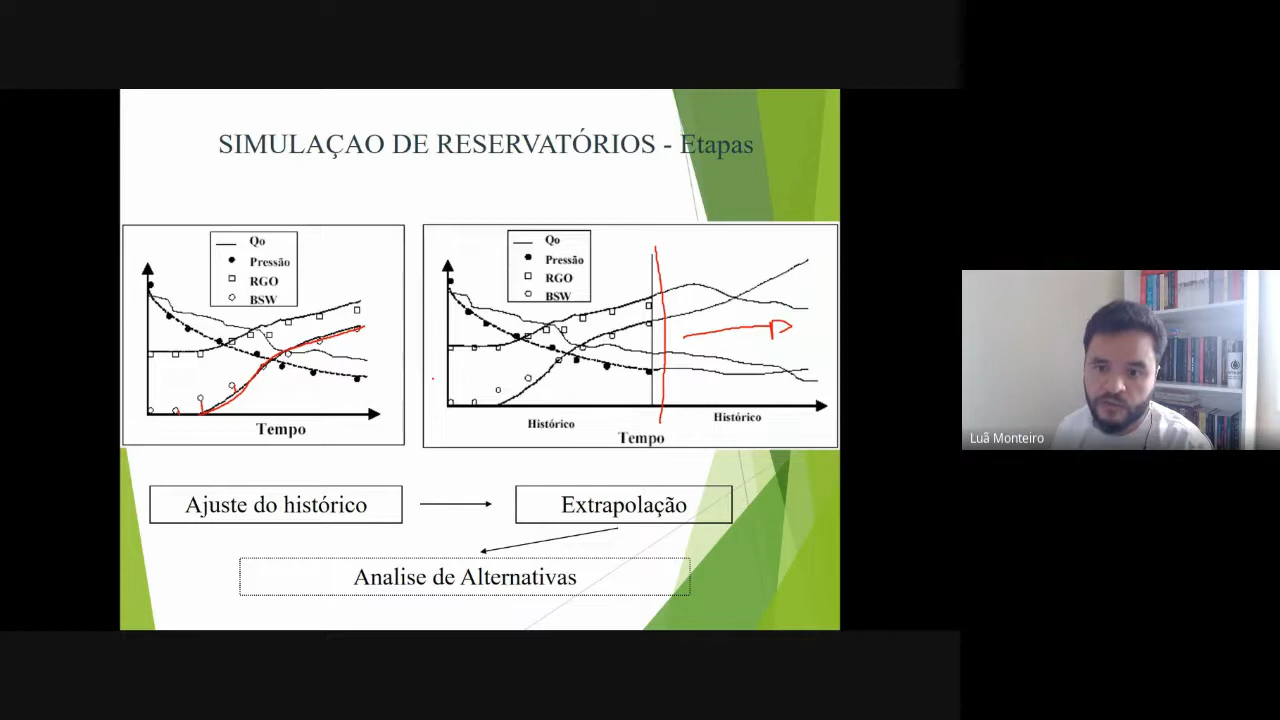 SIMULAÇAO DE RESERVATÓRIOS - Etapas
Qo
Pressão
RGO
BSW
Tempo
Qo
Pressão
RGO
BSW
Histórico
Histórico
Tempo
Ajuste do histórico
Extrapolação
Analise de Alternativas
Luã Monteiro